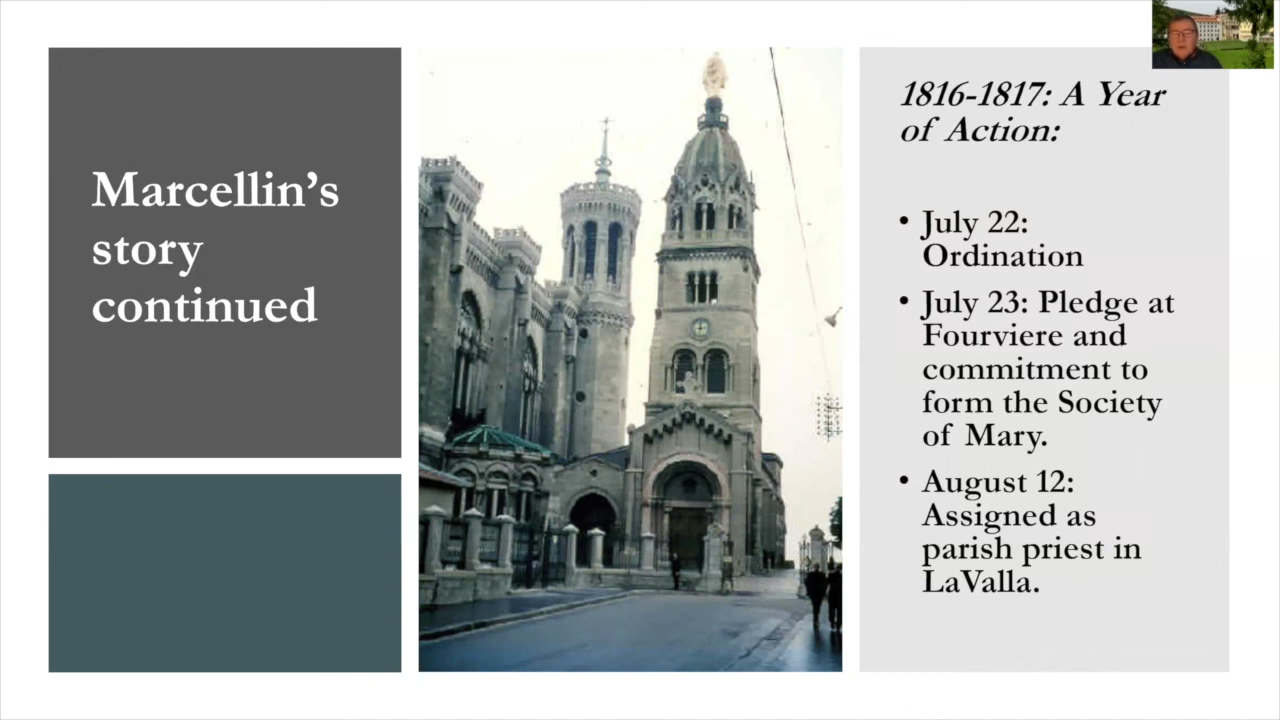 Marcellin’s
story
continued
1816-1817: A Year
of Action:
• July 22:
Ordination
• July 23: Pledge at
Fourviere and
commitment to
form the Society
of Mary.
• August 12:
Assigned as
parish priest in
LaValla.